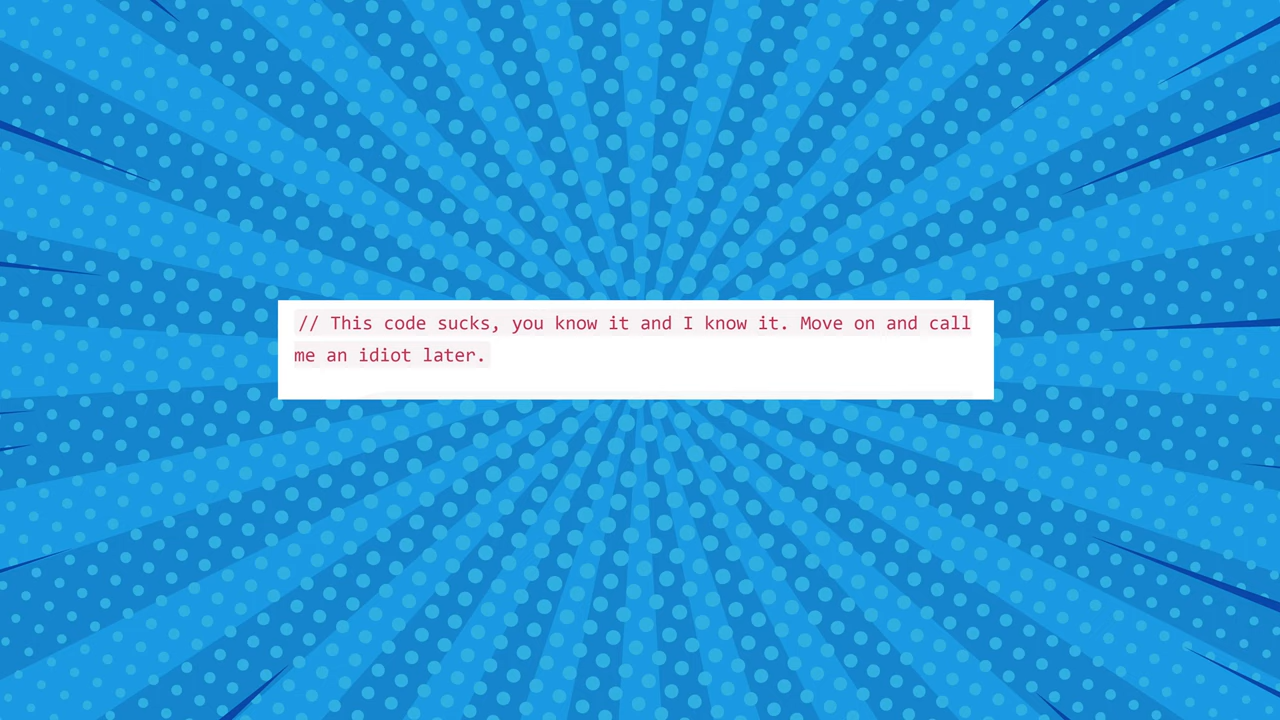 // This code sucks, you know it and I know it. Move on and call
me an idiot later.